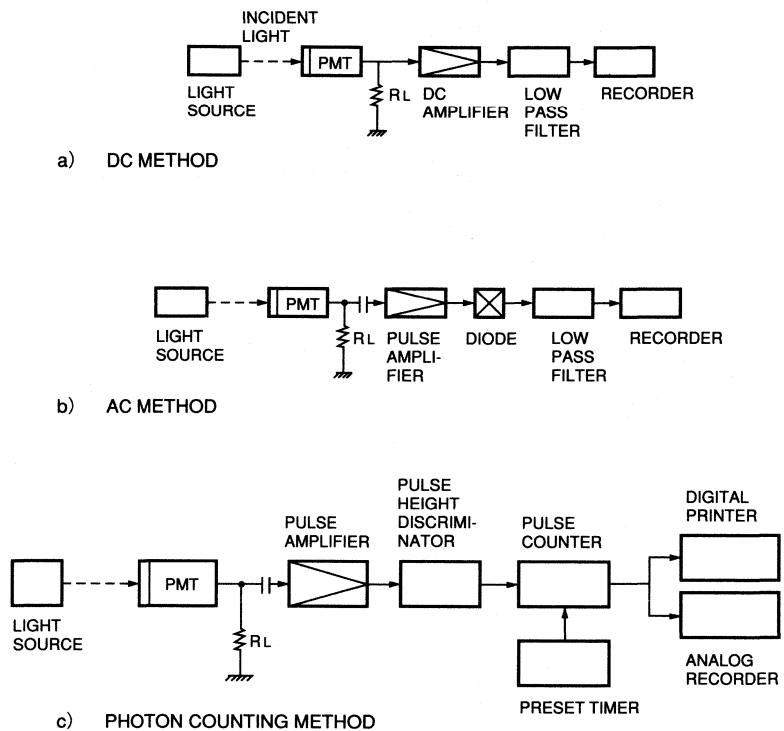 INCIDENT
LIGHT
PMT
LIGHT
SOURCE
RL
DC
AMPLIFIER
LOW
PASS
FILTER
RECORDER
a) DC METHOD
PMT
LIGHT
SOURCE
RL
PULSE
AMPLI-
FIER
DIODE
LOW
PASS
FILTER
RECORDER
b) AC METHOD
PULSE
HEIGHT
DISCRIMI-
NATOR
DIGITAL
PRINTER
PULSE
AMPLIFIER
PULSE
COUNTER
PMT
LIGHT
SOURCE
RL
ANALOG
RECORDER
PRESET TIMER
c) PHOTON COUNTING METHOD